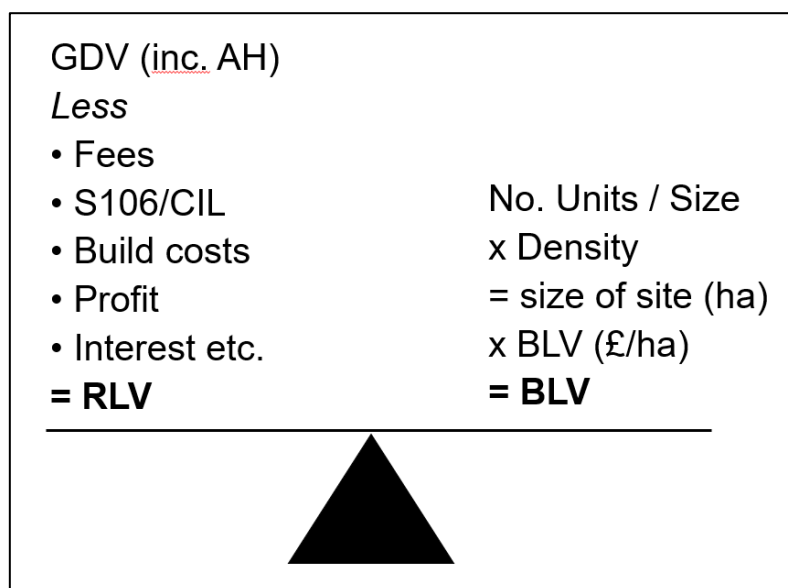 GDV (inc. AH)
Less
• Fees
• S106/CIL
• Build costs
• Profit
• Interest etc.
= RLV
No. Units / Size
x Density
= size of site (ha)
x BLV (£/ha)
= BLV